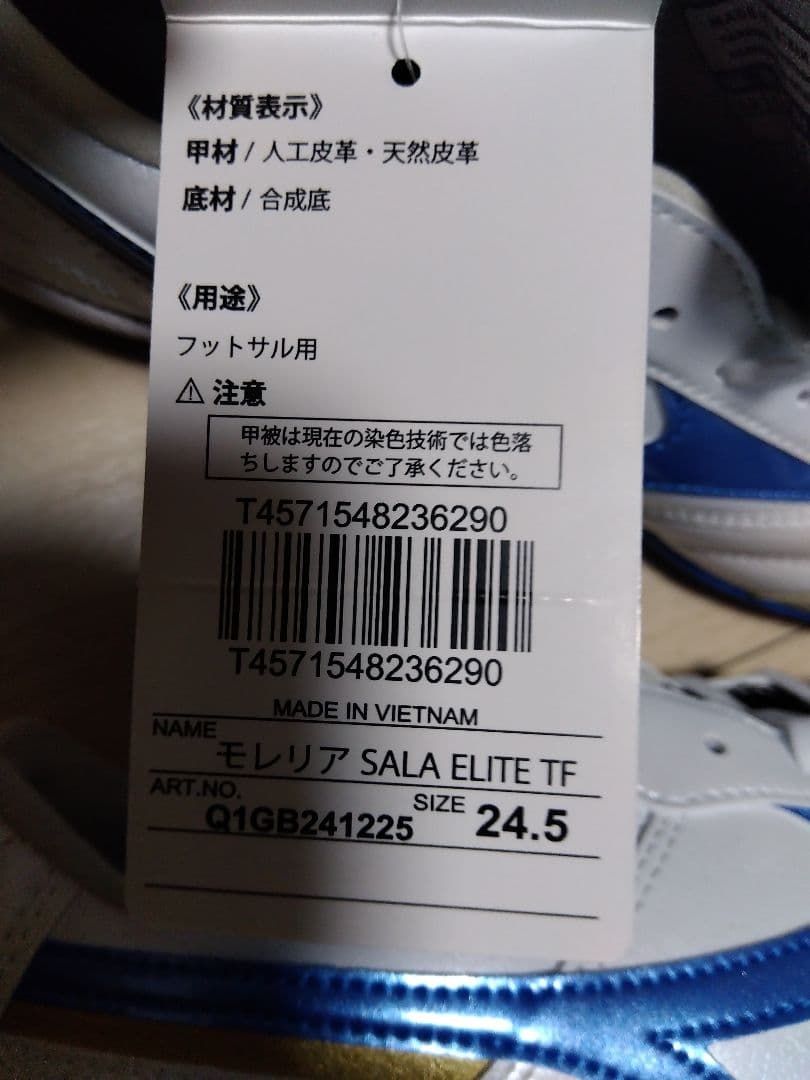 《材質表示》
甲材 / 人工皮革・天然皮革
底材 / 合成底
《用途》
フットサル用
⚠ 注意
甲被は現在の染色技術では色落
ちしますのでご了承ください。
T4571548236290
T4571548236290
MADE IN VIETNAM
NAME
モレリア SALA ELITE TF
ART.NO.
Q1GB241225
SIZE 24.5